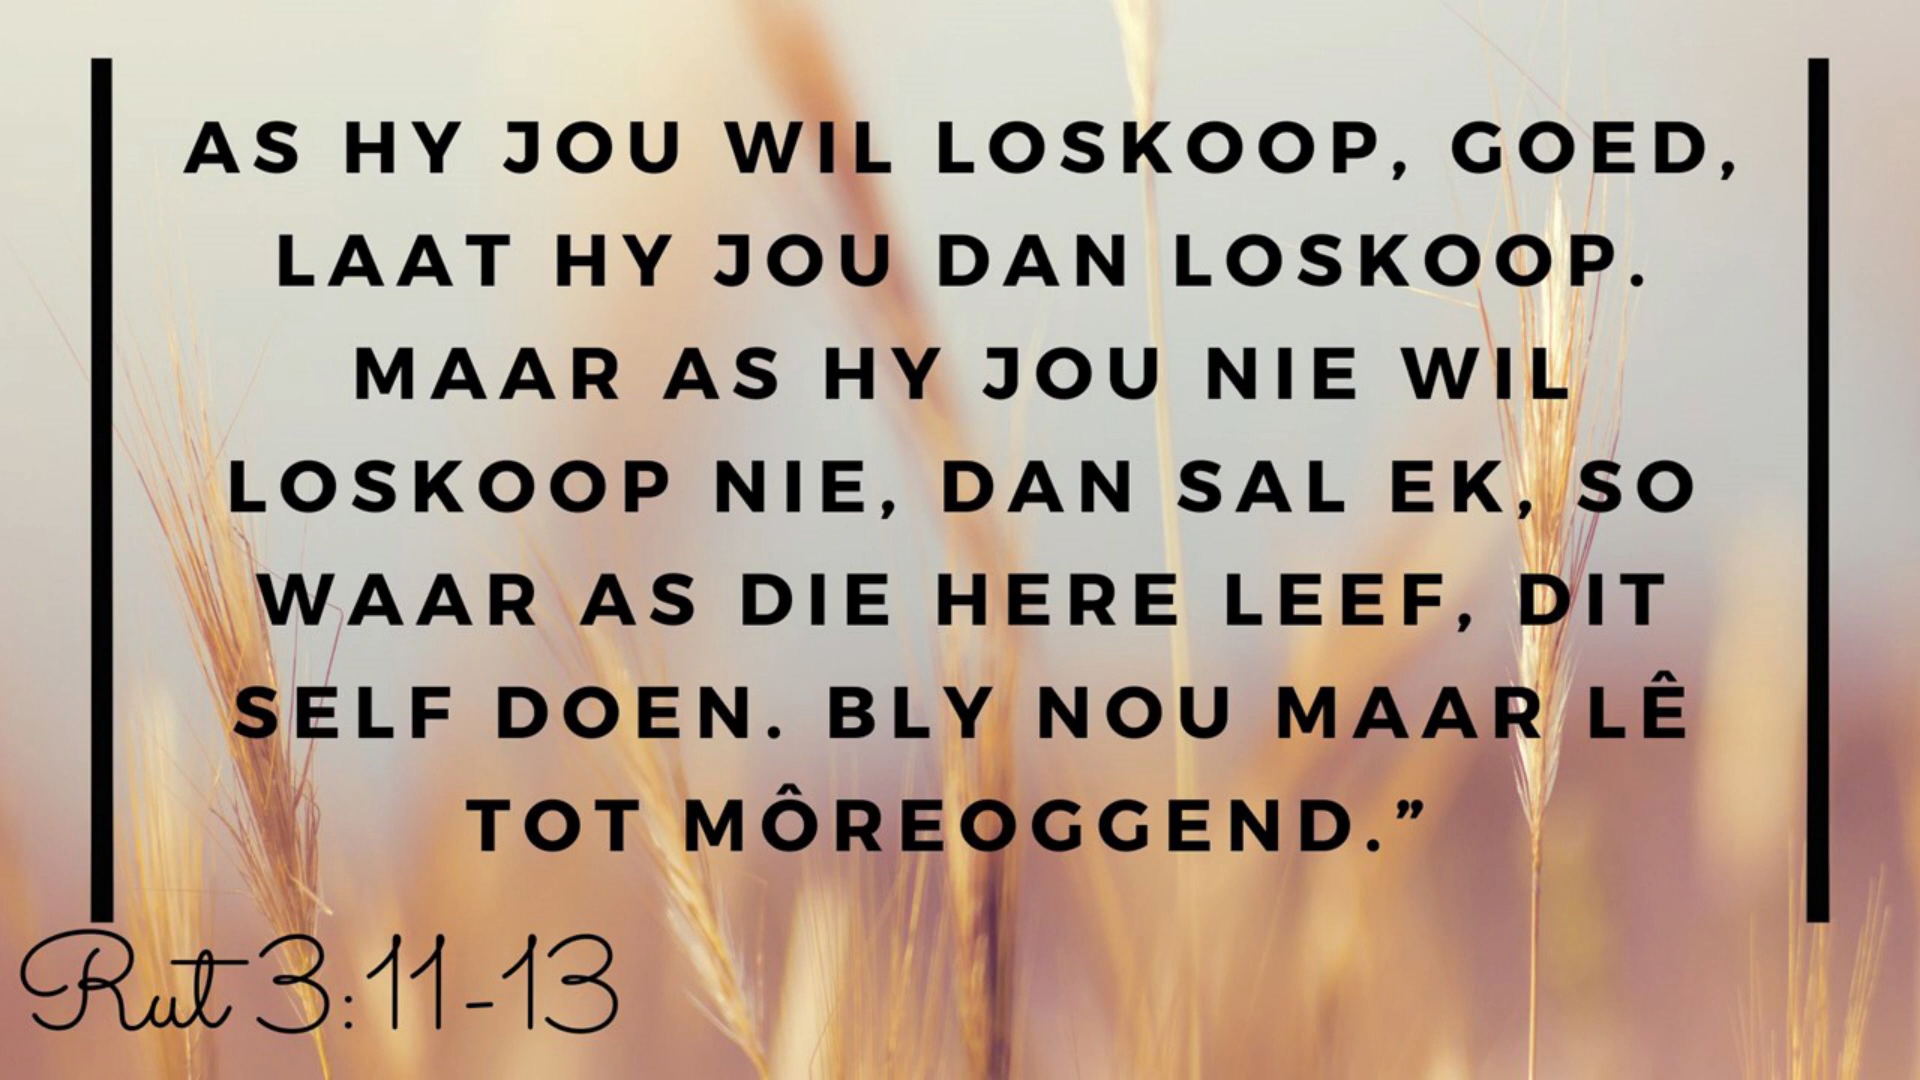 AS HY JOU WIL LOSKOOP, GOED,
LAAT HY JOU DAN LOSKOOP.
MAAR AS HY JOU NIE WIL
LOSKOOP NIE, DAN SAL EK, SO
WAAR AS DIE HERE LEEF, DIT
SELF DOEN. BLY NOU MAAR LÊ
TOT MÔREOGGEND.”
Rut 3:11-13